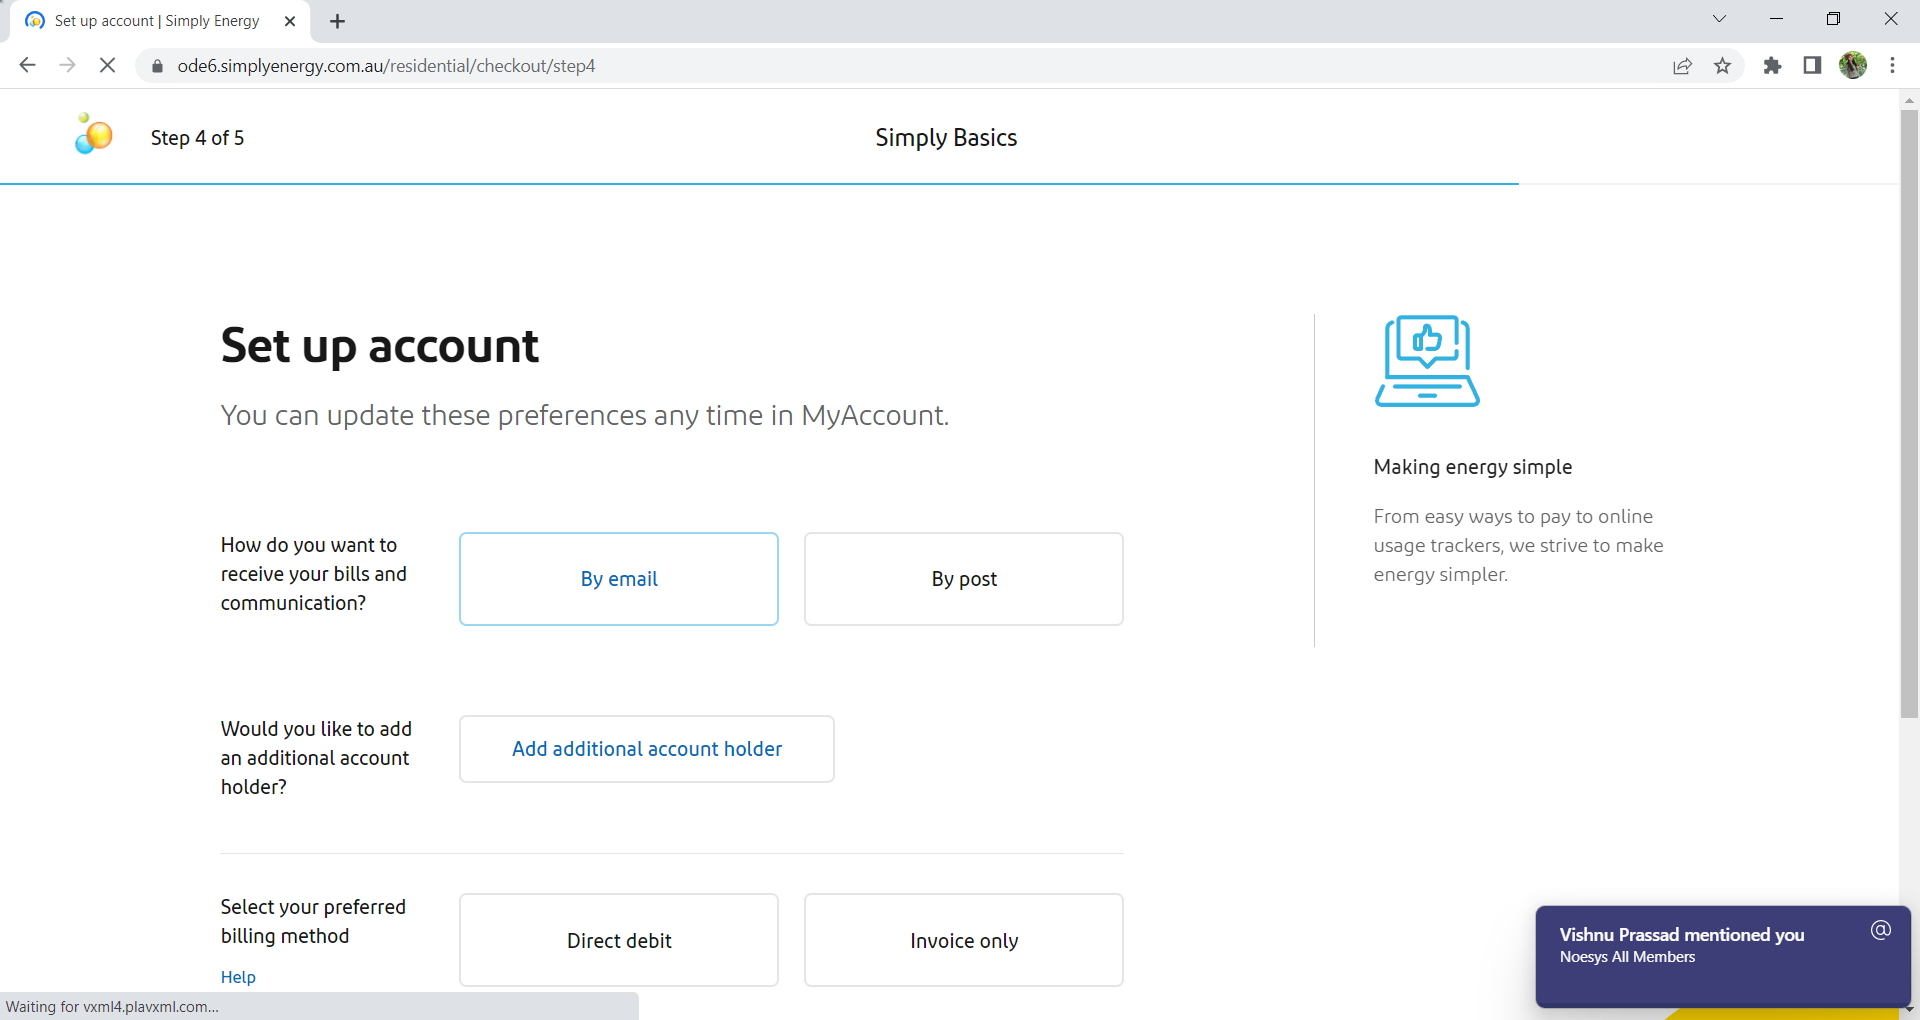 Set up account | Simply Energy
ode6.simplyenergy.com.au/residential/checkout/step4
Step 4 of 5
Simply Basics
Set up account
You can update these preferences any time in MyAccount.
How do you want to
receive your bills and
communication?
By email
By post
Would you like to add
an additional account
holder?
Add additional account holder
Select your preferred
billing method
Help
Direct debit
Invoice only
Making energy simple
From easy ways to pay to online
usage trackers, we strive to make
energy simpler.
Vishnu Prassad mentioned you
@
Noesys All Members
Waiting for vxml4.plavxml.com...